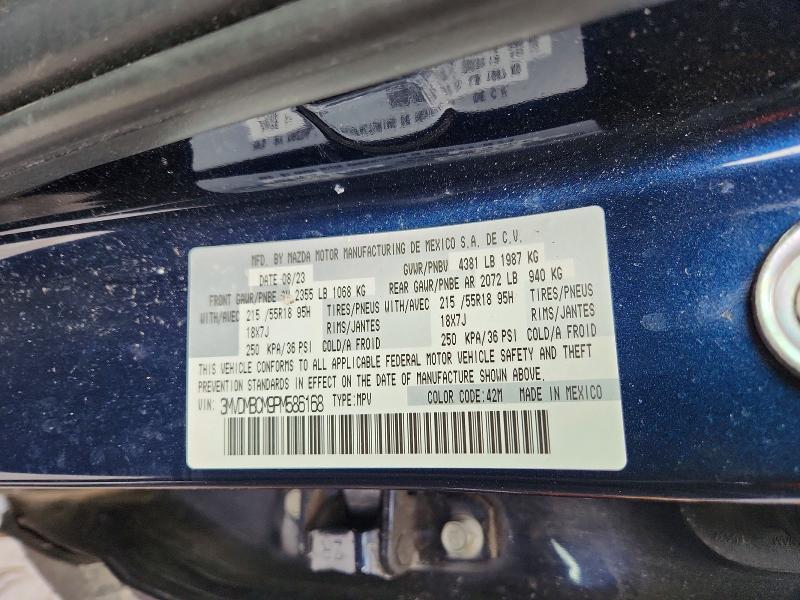 MFD. BY MAZDA MOTOR MANUFACTURING DE MEXICO S.A. DE C.V.
DATE 08/23 GVWR/PNBV 4381 LB 1987 KG
FRONT GAWR/PNBE 2355 LB 1068 KG REAR GAWR/PNBE AR 2072 LB 940 KG
WITH/AVEC 215 /55R18 95H TIRES/PNEUS WITH/AVEC 215 /55R18 95H TIRES/PNEUS
18X7J RIMS/JANTES 18X7J RIMS/JANTES
250 KPA/36 PSI COLD/A FROID 250 KPA/36 PSI COLD/A FROID
THIS VEHICLE CONFORMS TO ALL APPLICABLE FEDERAL MOTOR VEHICLE SAFETY AND THEFT
PREVENTION STANDARDS IN EFFECT ON THE DATE OF MANUFACTURE SHOWN ABOVE.
VIN: 3MVDMBCM9PM586168 TYPE:MPV COLOR CODE:42M MADE IN MEXICO